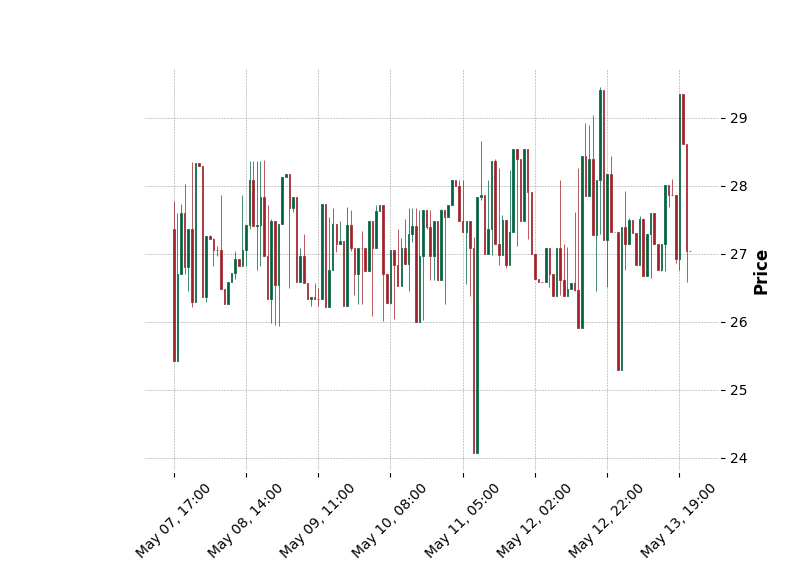 29
28
27
26
25
24
Price
May 07, 17:00
May 08, 14:00
May 09, 11:00
May 10, 08:00
May 11, 05:00
May 12, 02:00
May 12, 22:00
May 13, 19:00